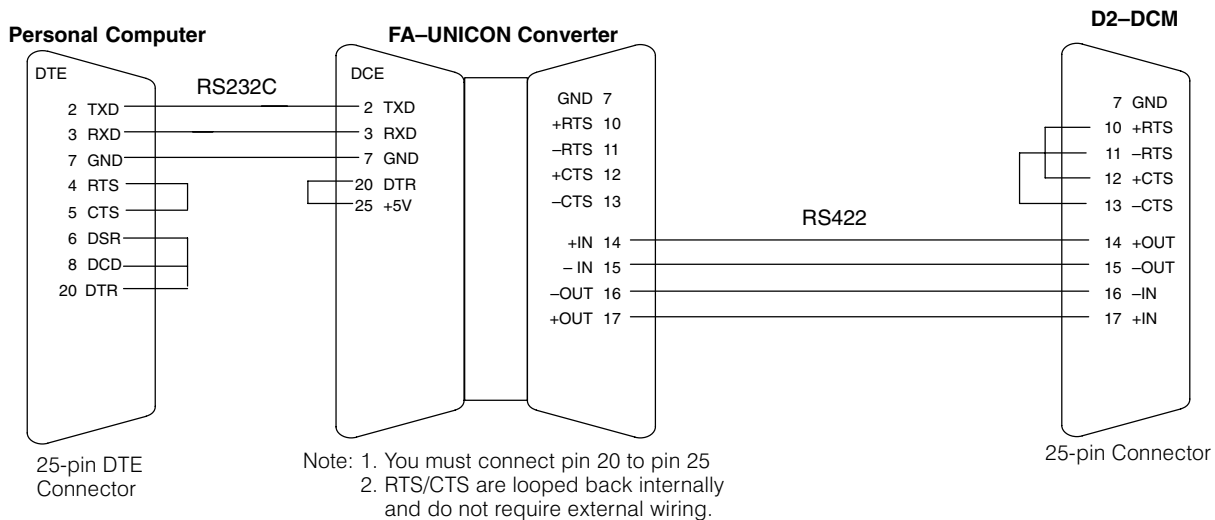 Personal Computer
DTE
2 TXD
3 RXD
7 GND
4 RTS
5 CTS
6 DSR
8 DCD
20 DTR
25-pin DTE
Connector
RS232C
FA–UNICON Converter
DCE
2 TXD
3 RXD
7 GND
20 DTR
25 +5V
GND 7
+RTS 10
–RTS 11
+CTS 12
–CTS 13
+IN 14
– IN 15
–OUT 16
+OUT 17
Note: 1. You must connect pin 20 to pin 25
2. RTS/CTS are looped back internally
and do not require external wiring.
RS422
D2–DCM
7 GND
10 +RTS
11 –RTS
12 +CTS
13 –CTS
14 +OUT
15 –OUT
16 –IN
17 +IN
25-pin Connector